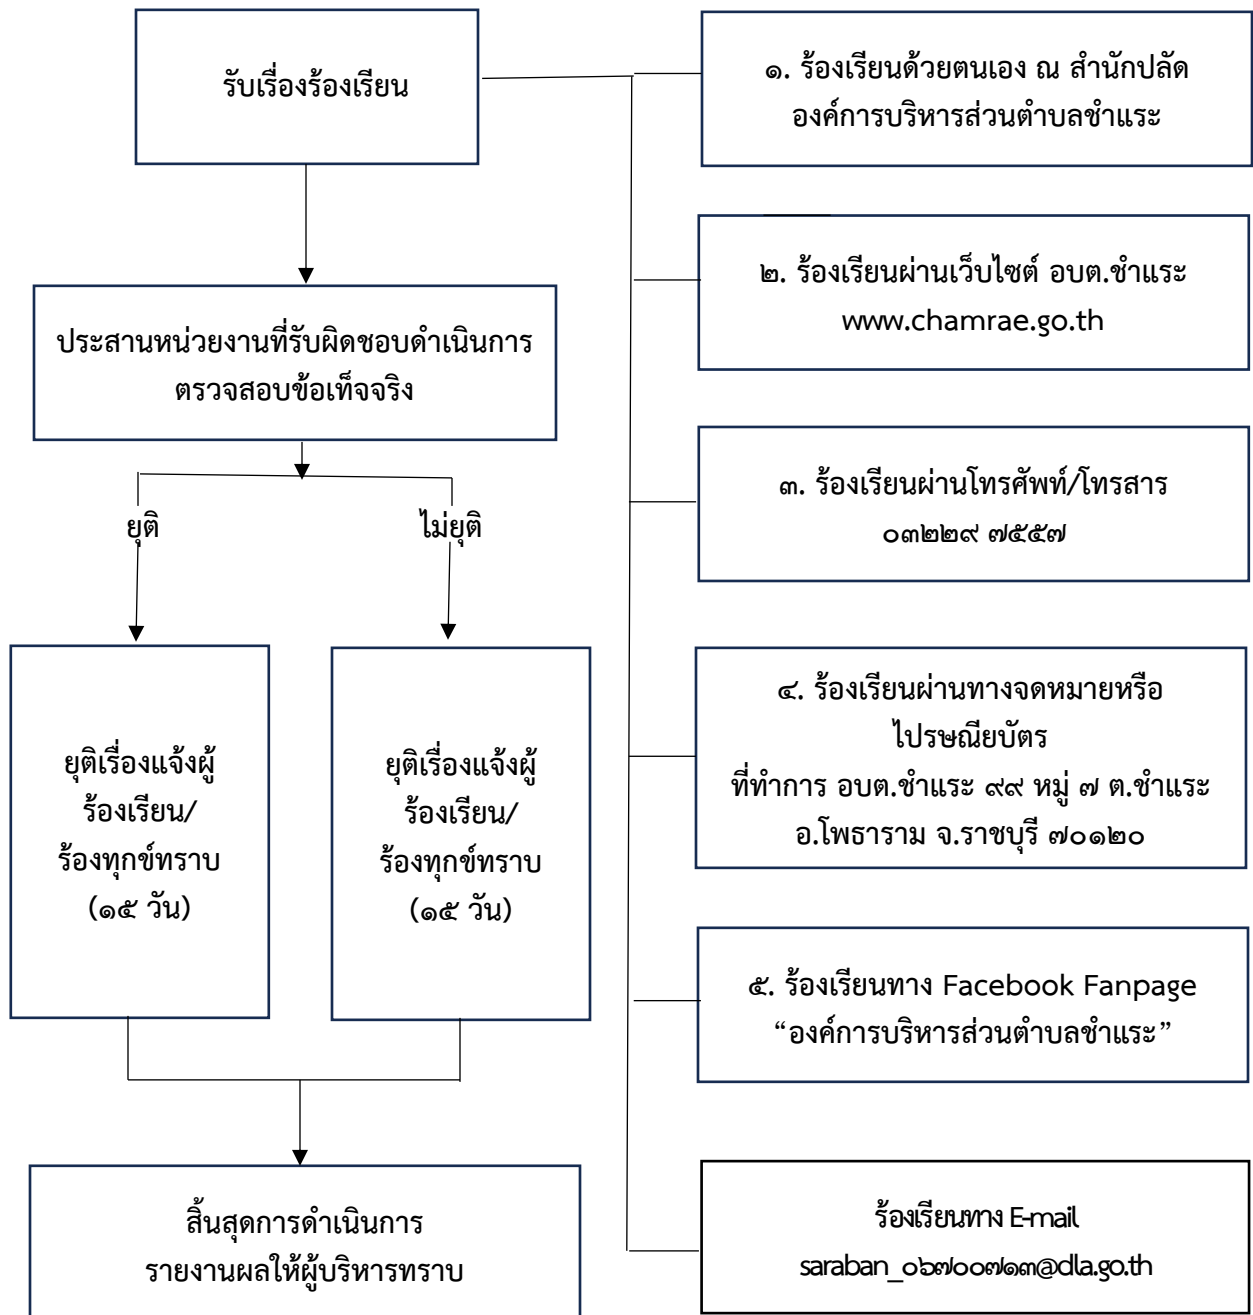 รับเรื่องร้องเรียน
๑. ร้องเรียนด้วยตนเอง ณ สำนักปลัด
องค์การบริหารส่วนตำบลชำแระ
๒. ร้องเรียนผ่านเว็บไซต์ อบต.ชำแระ
www.chamrae.go.th
ประสานหน่วยงานที่รับผิดชอบดำเนินการ
ตรวจสอบข้อเท็จจริง
๓. ร้องเรียนผ่านโทรศัพท์/โทรสาร
๐๓๒๒๙ ๗๕๕๗
ยุติ
ไม่ยุติ
ยุติเรื่องแจ้งผู้
ร้องเรียน/
ร้องทุกข์ทราบ
(๑๕ วัน)
ยุติเรื่องแจ้งผู้
ร้องเรียน/
ร้องทุกข์ทราบ
(๑๕ วัน)
๔. ร้องเรียนผ่านทางจดหมายหรือ
ไปรษณียบัตร
ที่ทำการ อบต.ชำแระ ๙๙ หมู่ ๗ ต.ชำแระ
อ.โพธาราม จ.ราชบุรี ๗๐๑๒๐
๕. ร้องเรียนทาง Facebook Fanpage
“องค์การบริหารส่วนตำบลชำแระ”
สิ้นสุดการดำเนินการ
รายงานผลให้ผู้บริหารทราบ
ร้องเรียนทาง E-mail
saraban_๐๖๗๐๐๗๑๓@dla.go.th